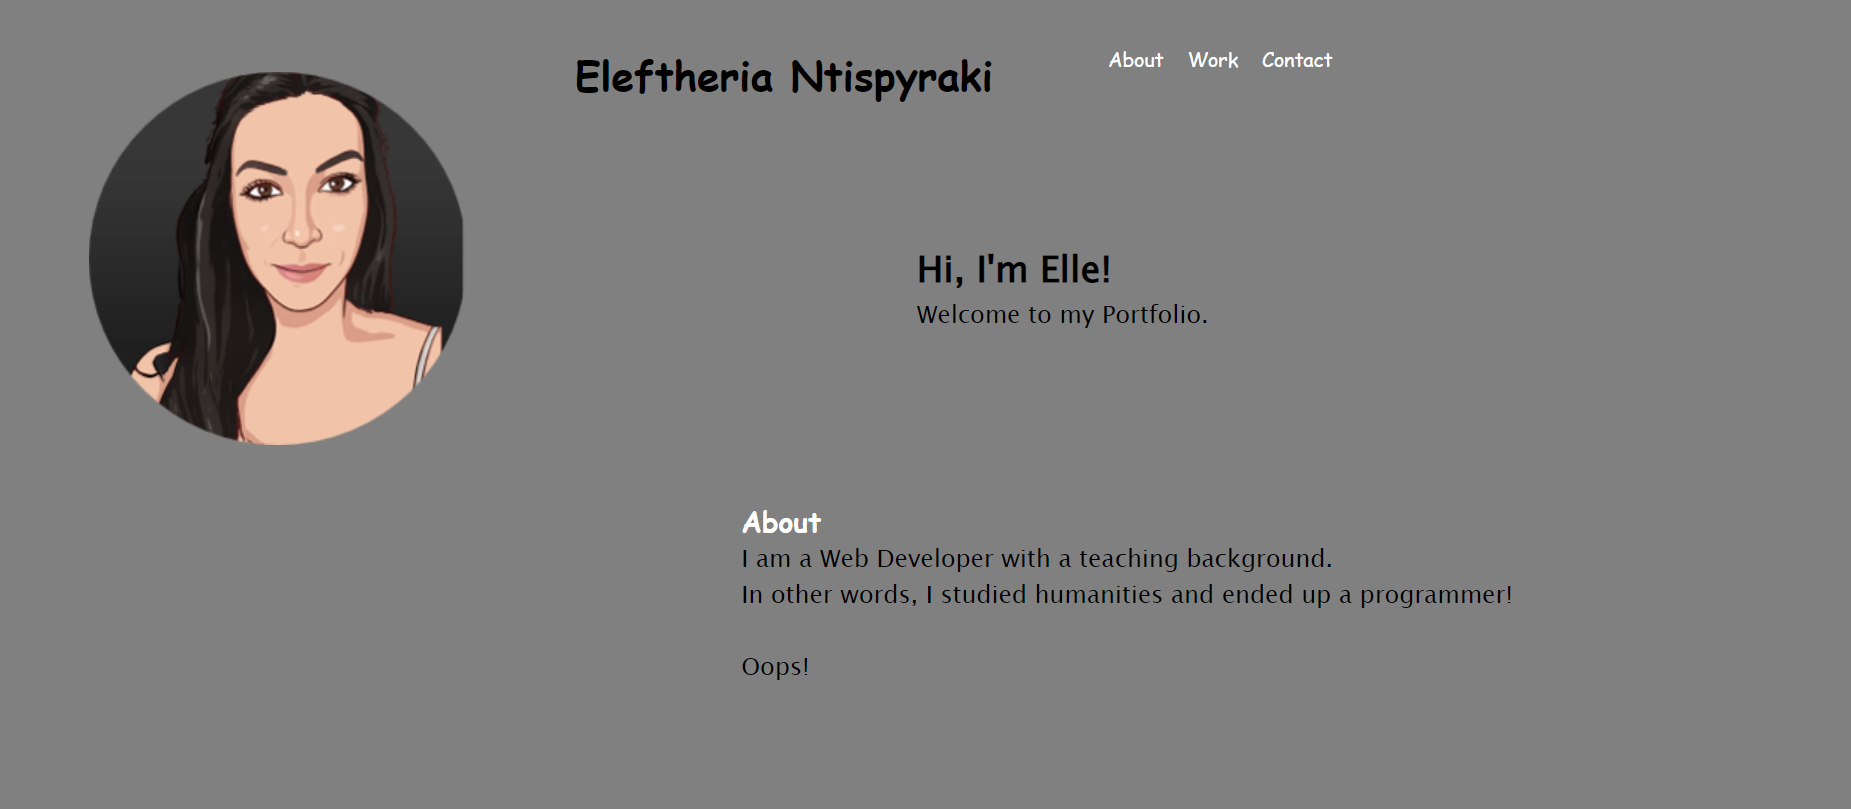 Eleftheria Ntispyraki
About Work Contact
Hi, I'm Elle!
Welcome to my Portfolio.
About
I am a Web Developer with a teaching background.
In other words, I studied humanities and ended up a programmer!
Oops!